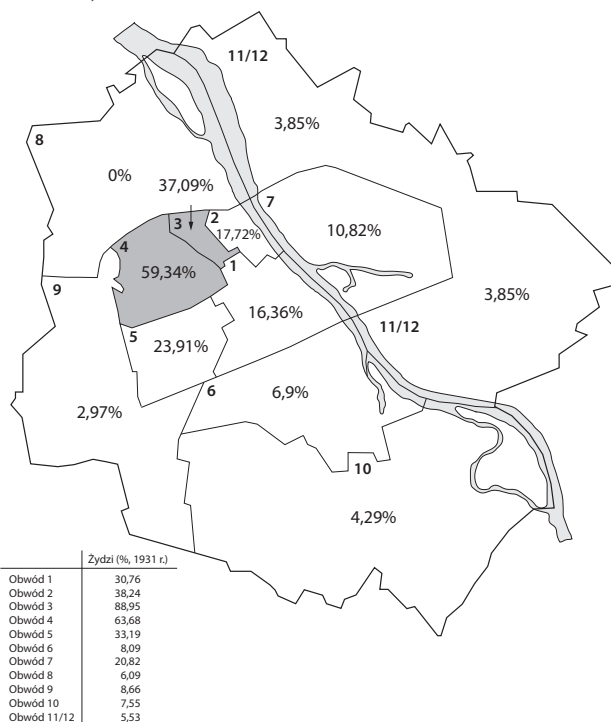 11/12
3,85%
8
0%
37,09%
7
3
2
17,72%
10,82%
4
1
59,34%
9
3,85%
16,36%
11/12
5
23,91%
6
6,9%
2,97%
10
4,29%
Żydzi (%, 1931 r.)
Obwód 1 30,76
Obwód 2 38,24
Obwód 3 88,95
Obwód 4 63,68
Obwód 5 33,19
Obwód 6 8,09
Obwód 7 20,82
Obwód 8 6,09
Obwód 9 8,66
Obwód 10 7,55
Obwód 11/12 5,53